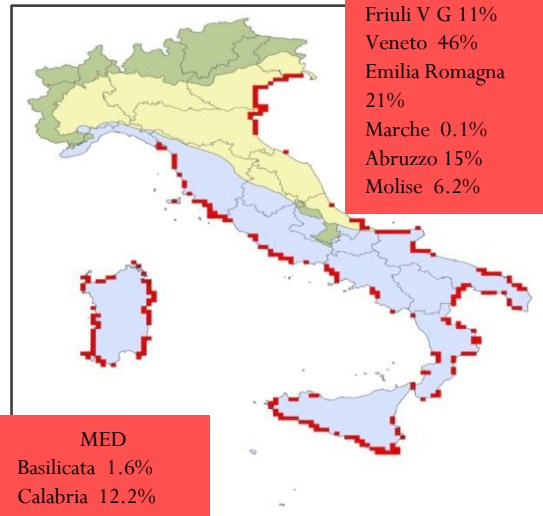 Friuli V G 11%
Veneto 46%
Emilia Romagna
21%
Marche 0.1%
Abruzzo 15%
Molise 6.2%
MED
Basilicata 1.6%
Calabria 12.2%